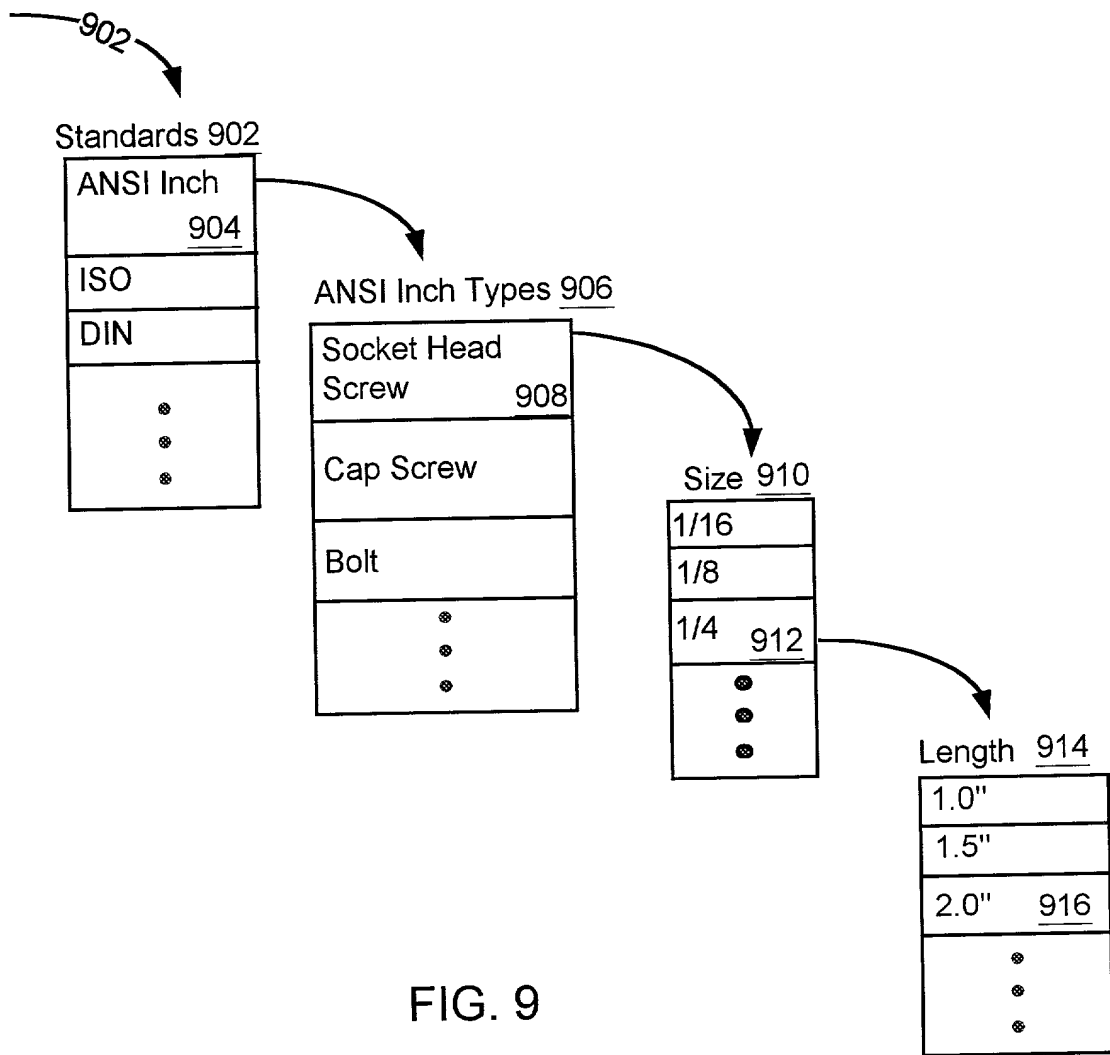 902
Standards 902
ANSI Inch
904
ISO
DIN
ANSI Inch Types 906
Socket Head
Screw 908
Cap Screw
Bolt
Size 910
1/16
1/8
1/4 912
Length 914
1.0"
1.5"
2.0" 916
FIG. 9